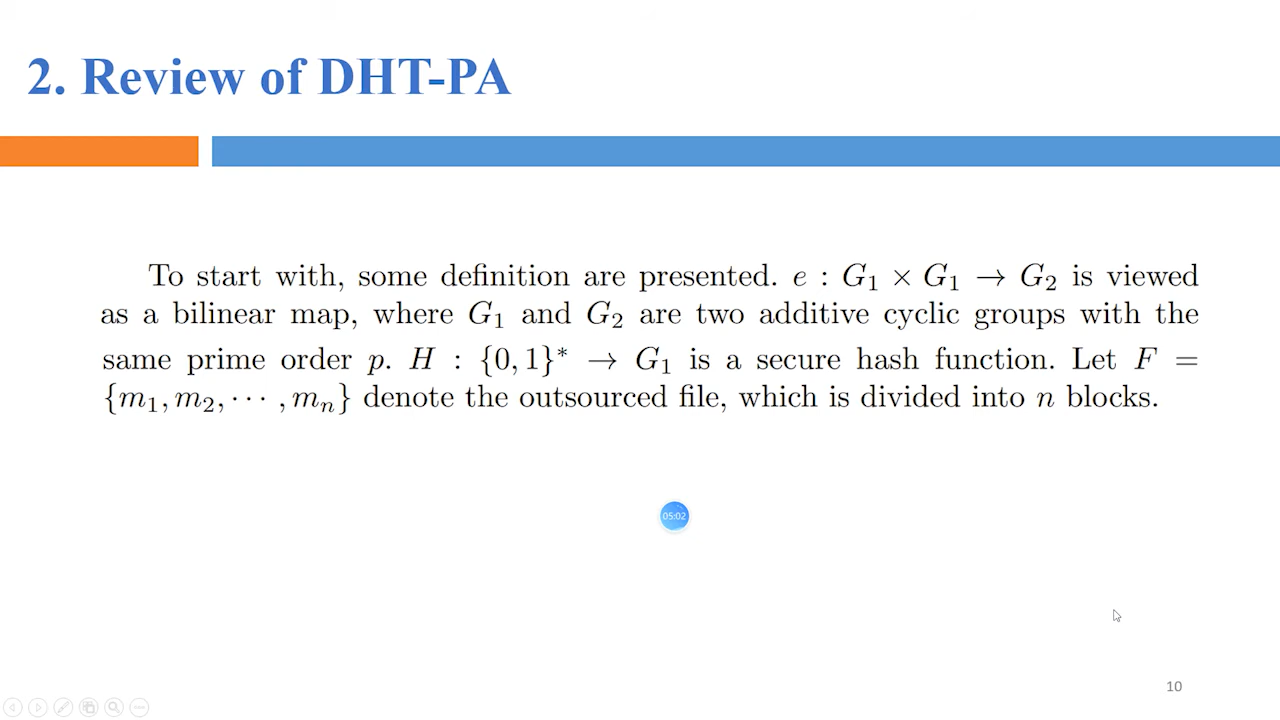 2. Review of DHT-PA
To start with, some definition are presented. e : G₁ × G₁ → G₂ is viewed
as a bilinear map, where G₁ and G₂ are two additive cyclic groups with the
same prime order p. H : {0, 1}* → G₁ is a secure hash function. Let F =
{m₁, m₂, ⋯ , mₙ} denote the outsourced file, which is divided into n blocks.
05:02
10